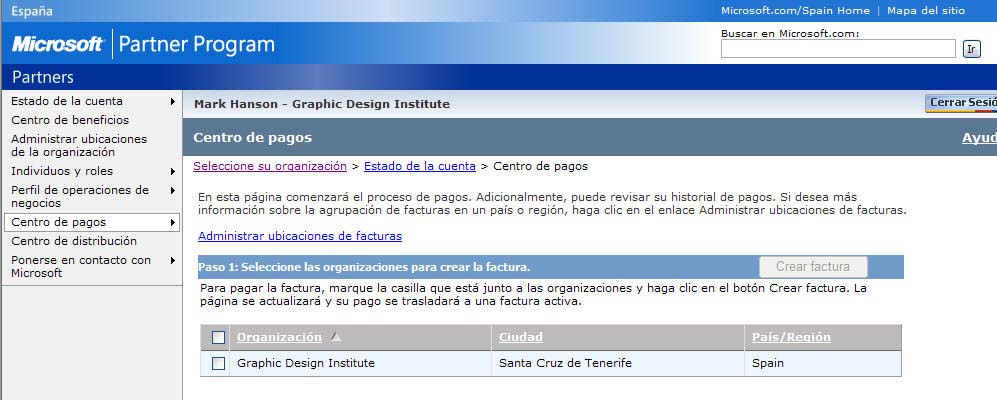 España
Microsoft.com/Spain Home | Mapa del sitio
Microsoft | Partner Program
Buscar en Microsoft.com:
Ir
Partners
Estado de la cuenta
Centro de beneficios
Administrar ubicaciones
de la organización
Individuos y roles
Perfil de operaciones de
negocios
Centro de pagos
Centro de distribución
Ponerse en contacto con
Microsoft
Mark Hanson - Graphic Design Institute
Cerrar Sesió
Centro de pagos
Ayud
Seleccione su organización > Estado de la cuenta > Centro de pagos
En esta página comenzará el proceso de pagos. Adicionalmente, puede revisar su historial de pagos. Si desea más
información sobre la agrupación de facturas en un país o región, haga clic en el enlace Administrar ubicaciones de facturas.
Administrar ubicaciones de facturas
Paso 1: Seleccione las organizaciones para crear la factura.
Crear factura
Para pagar la factura, marque la casilla que está junto a las organizaciones y haga clic en el botón Crear factura. La
página se actualizará y su pago se trasladará a una factura activa.
Organización Ciudad País/Región
Graphic Design Institute Santa Cruz de Tenerife Spain